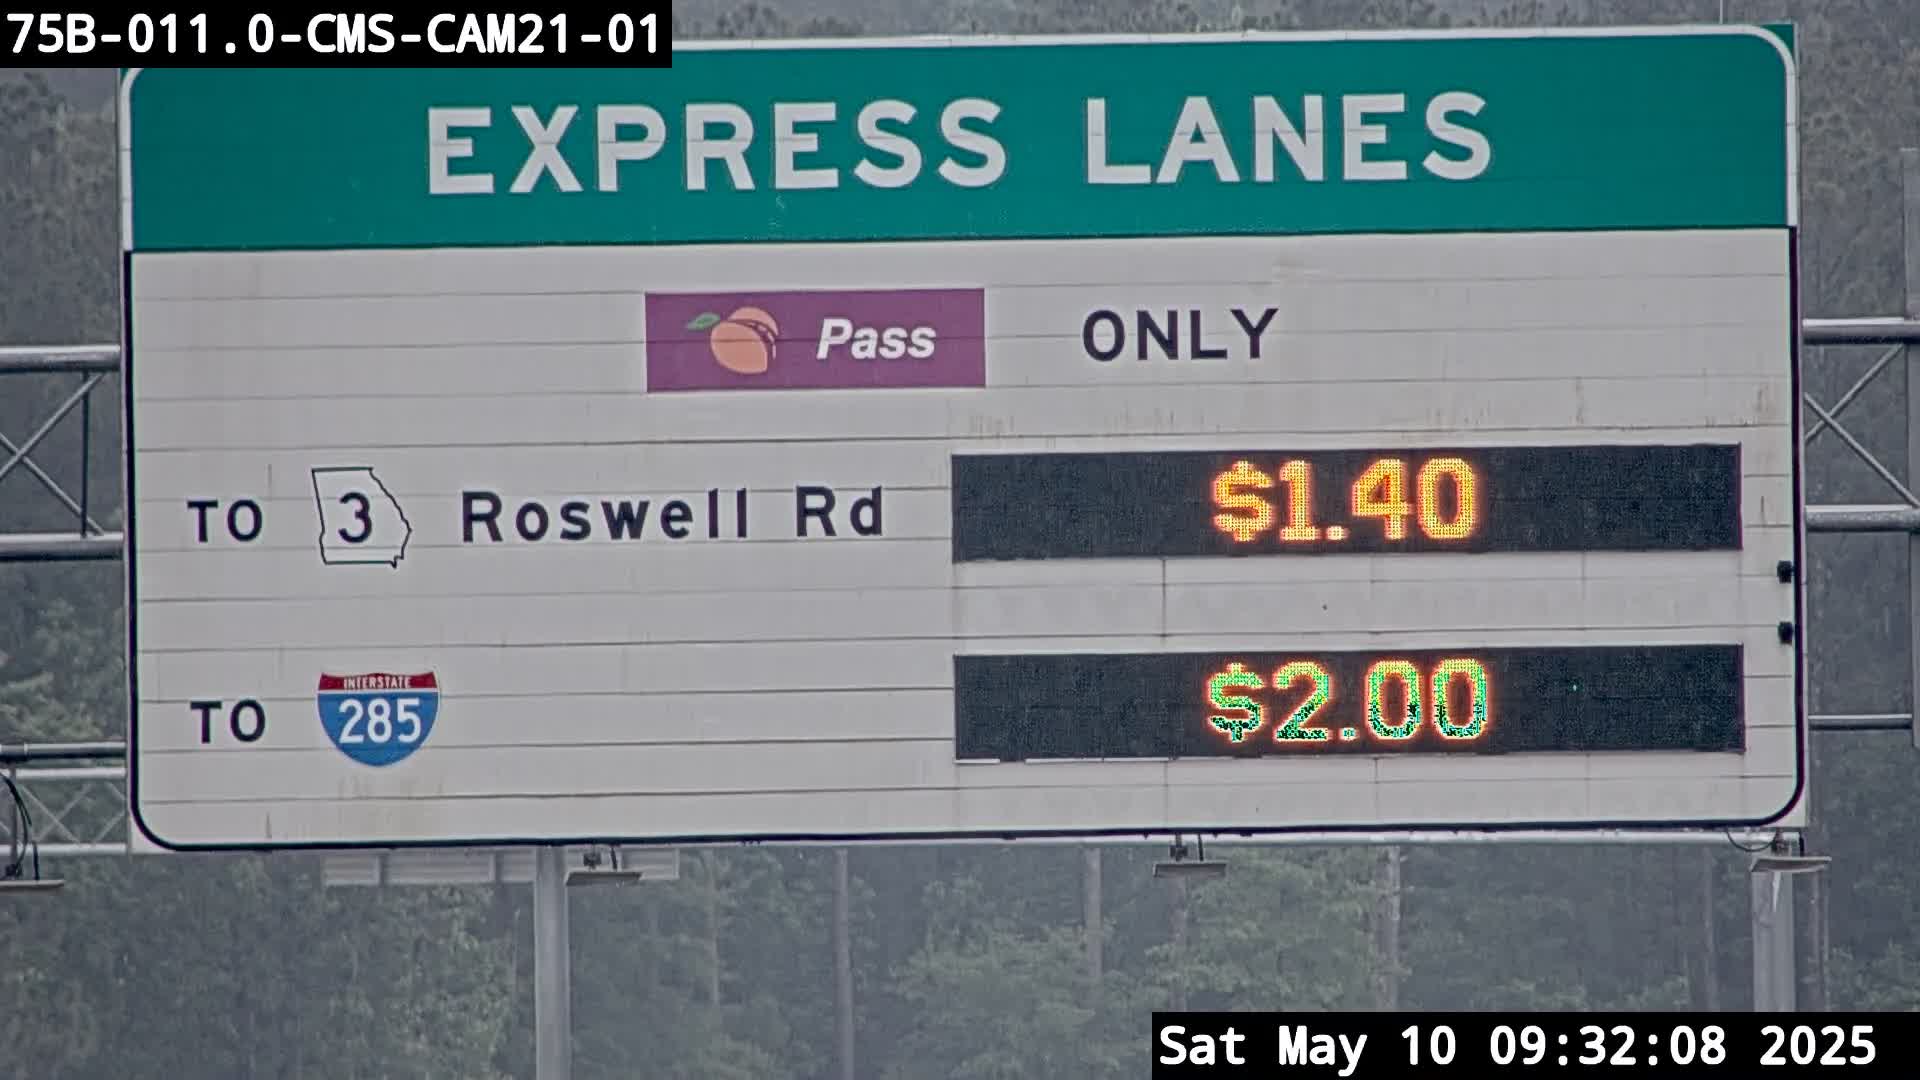 75B-011.0-CMS-CAM21-01
EXPRESS LANES
Pass ONLY
TO 3 Roswell Rd $1.40
INTERSTATE
TO 285 $2.00
Sat May 10 09:32:08 2025